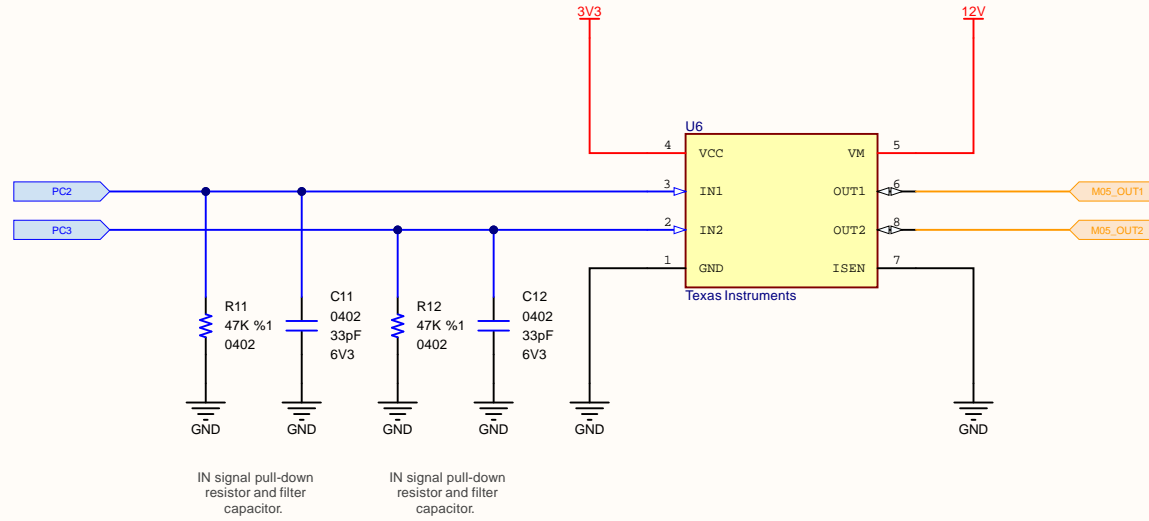 3V3
12V
U6
4
VCC
VM
5
PC2
3
IN1
OUT1
6
M05_OUT1
PC3
2
IN2
OUT2
8
M05_OUT2
1
GND
ISEN
7
Texas Instruments
R11
47K %1
0402
C11
0402
33pF
6V3
R12
47K %1
0402
C12
0402
33pF
6V3
GND
GND
GND
GND
GND
GND
IN signal pull-down
resistor and filter
capacitor.
IN signal pull-down
resistor and filter
capacitor.